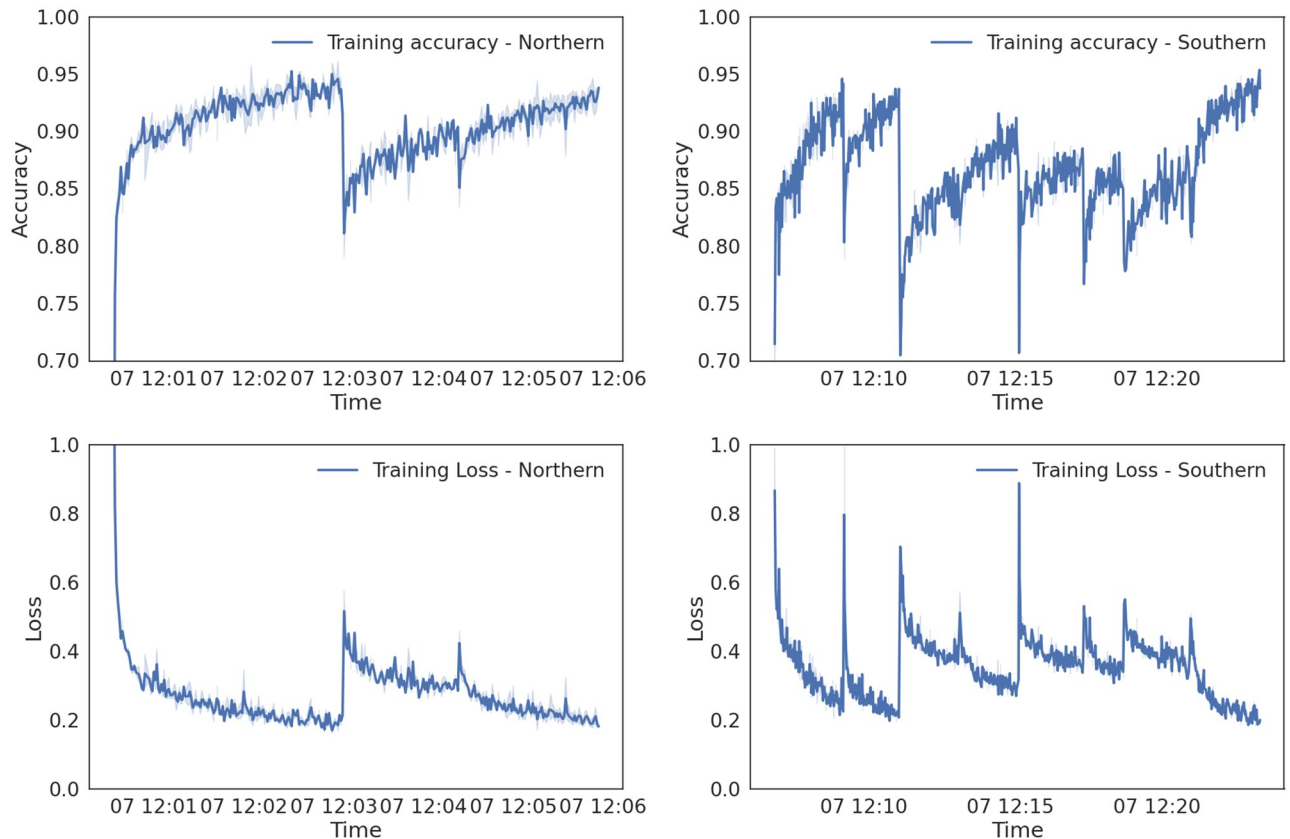 Training accuracy - Northern
1.00
0.95
0.90
0.85
0.80
0.75
0.70
Accuracy
07 12:01 07 12:02 07 12:03 07 12:04 07 12:05 07 12:06
Time
Training accuracy - Southern
1.00
0.95
0.90
0.85
0.80
0.75
0.70
Accuracy
07 12:10 07 12:15 07 12:20
Time
Training Loss - Northern
1.0
0.8
0.6
0.4
0.2
0.0
Loss
07 12:01 07 12:02 07 12:03 07 12:04 07 12:05 07 12:06
Time
Training Loss - Southern
1.0
0.8
0.6
0.4
0.2
0.0
Loss
07 12:10 07 12:15 07 12:20
Time